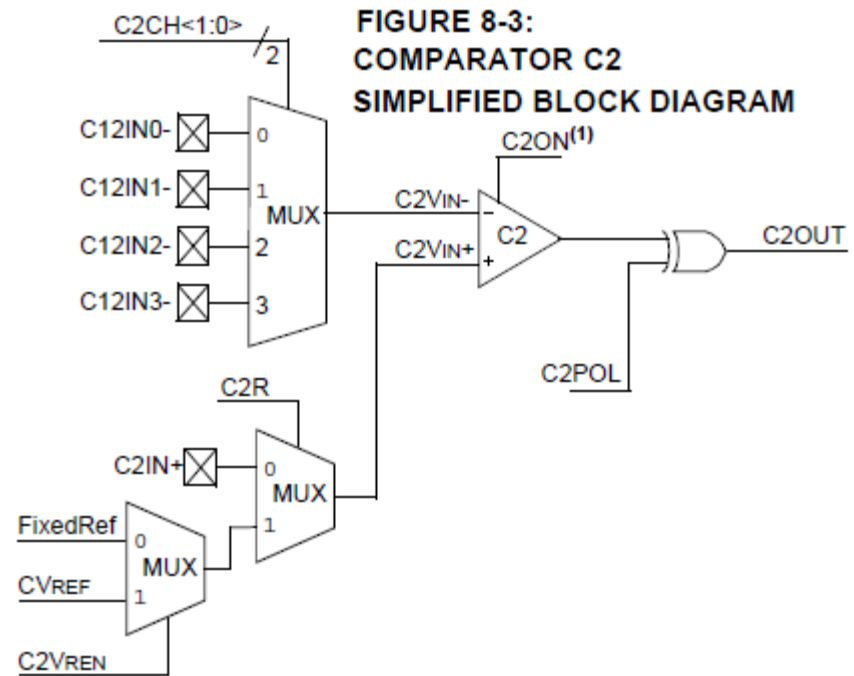 FIGURE 8-3:
COMPARATOR C2
SIMPLIFIED BLOCK DIAGRAM
C2CH<1:0>
2
C12IN0-
0
C12IN1-
1
MUX
C12IN2-
2
C12IN3-
3
C2ON(1)
C2VIN-
-
C2
C2VIN+
+
C2OUT
C2POL
C2R
C2IN+
0
MUX
1
FixedRef
0
MUX
CVREF
1
C2VREN